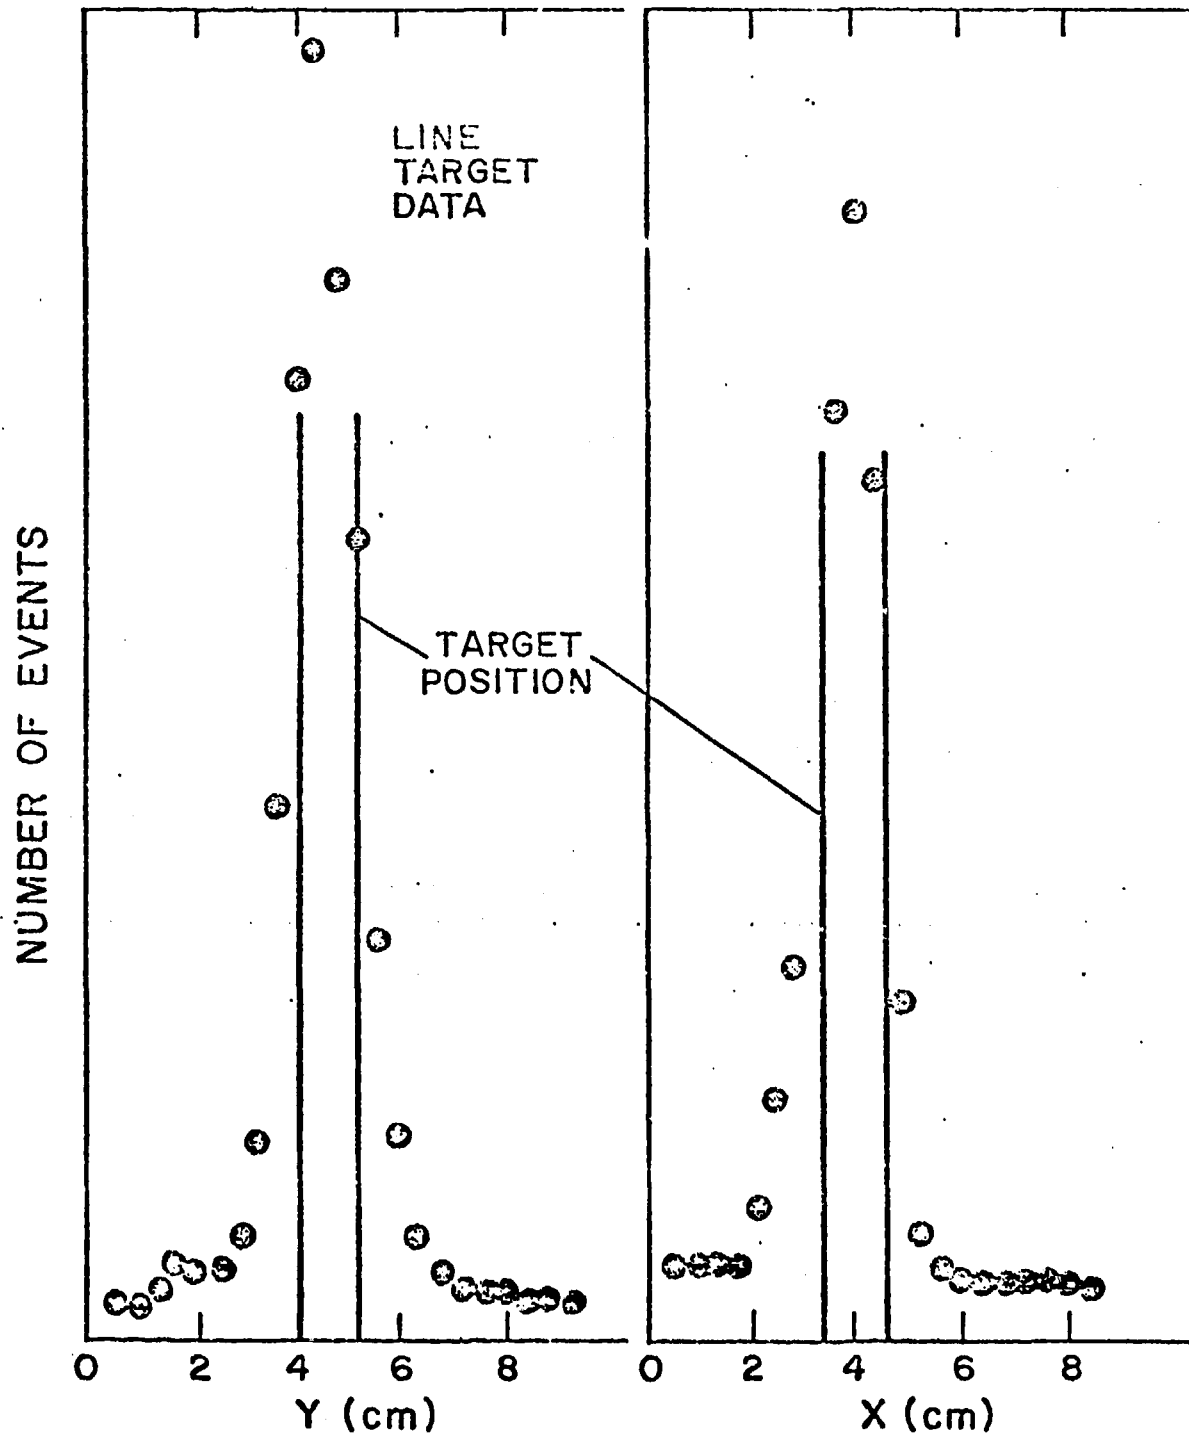 LINE
TARGET
DATA
NUMBER OF EVENTS
TARGET
POSITION
0 2 4 6 8
Y (cm)
0 2 4 6 8
X (cm)